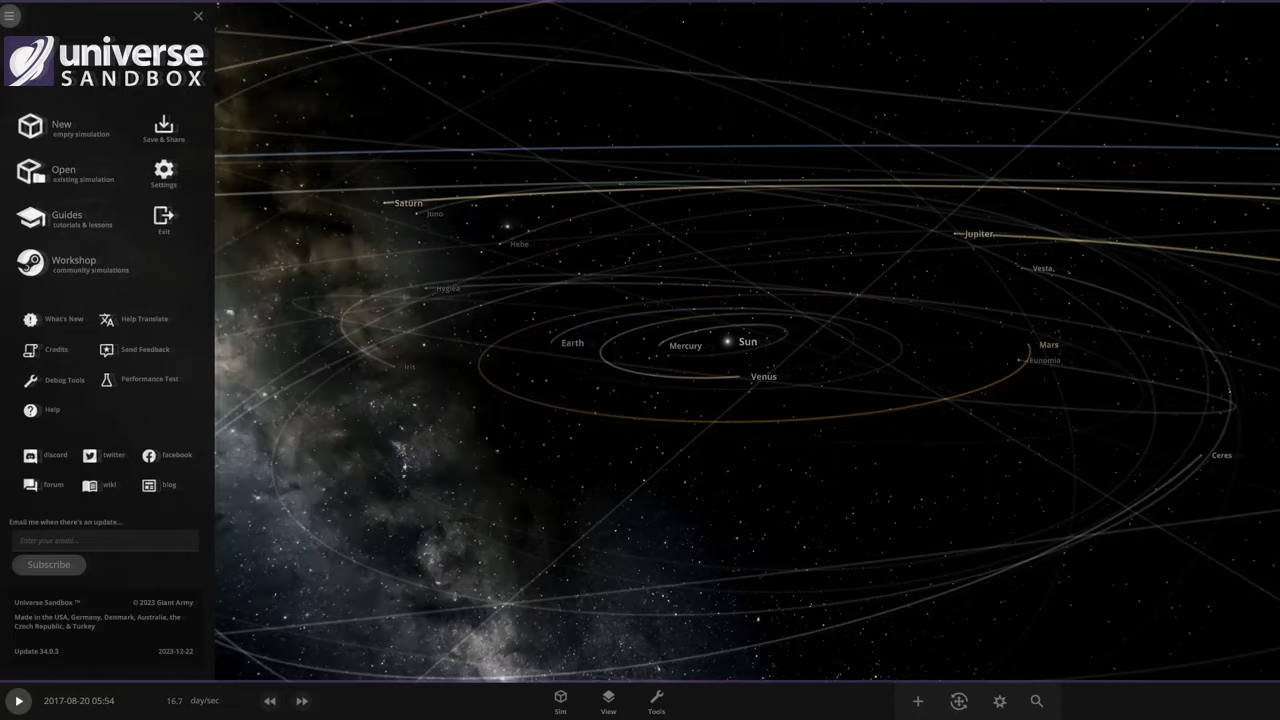 universe
SANDBOX
New
empty simulation
Save & Share
Open
existing simulation
Settings
Guides
tutorials & lessons
Exit
Workshop
community simulations
What's New
Help Translate
Credits
Send Feedback
Debug Tools
Performance Test
Help
discord
twitter
facebook
forum
wiki
blog
Email me when there's an update...
Enter your email...
Subscribe
Universe Sandbox ™
© 2023 Giant Army
Made in the USA, Germany, Denmark, Australia, the
Czech Republic, & Turkey
Update 34.0.3
2023-12-22
Saturn
Juno
Jupiter
Hebe
Vesta
Hygiea
Earth
Mercury
Sun
Mars
Eunomia
Iris
Venus
Ceres
2017-08-20 05:54
16.7 day/sec
Sim
View
Tools